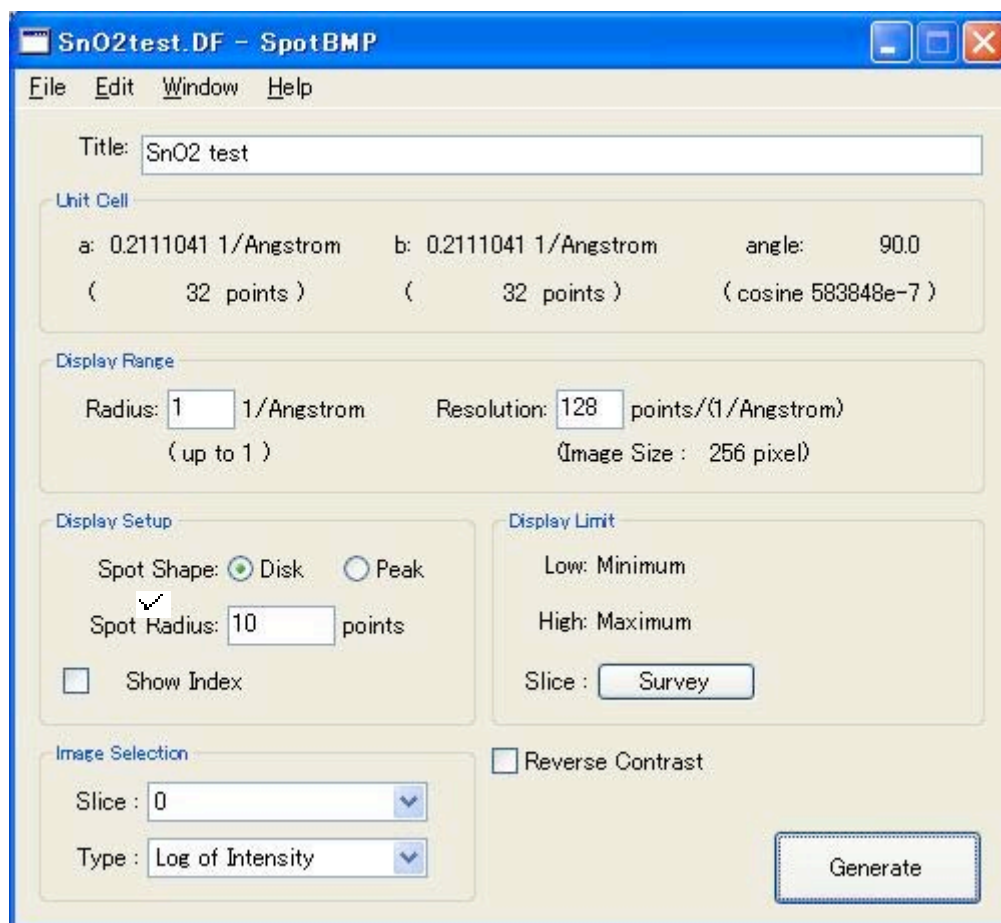 SnO2test.DF - SpotBMP
File Edit Window Help
Title: SnO2 test
Unit Cell
a: 0.2111041 1/Angstrom b: 0.2111041 1/Angstrom angle: 90.0
( 32 points ) ( 32 points ) ( cosine 583848e-7 )
Display Range
Radius: 1 1/Angstrom Resolution: 128 points/(1/Angstrom)
( up to 1 ) (Image Size : 256 pixel)
Display Setup
Spot Shape: Disk Peak
Spot Radius: 10 points
Show Index
Display Limit
Low: Minimum
High: Maximum
Slice : Survey
Image Selection
Slice : 0
Type : Log of Intensity
Reverse Contrast
Generate